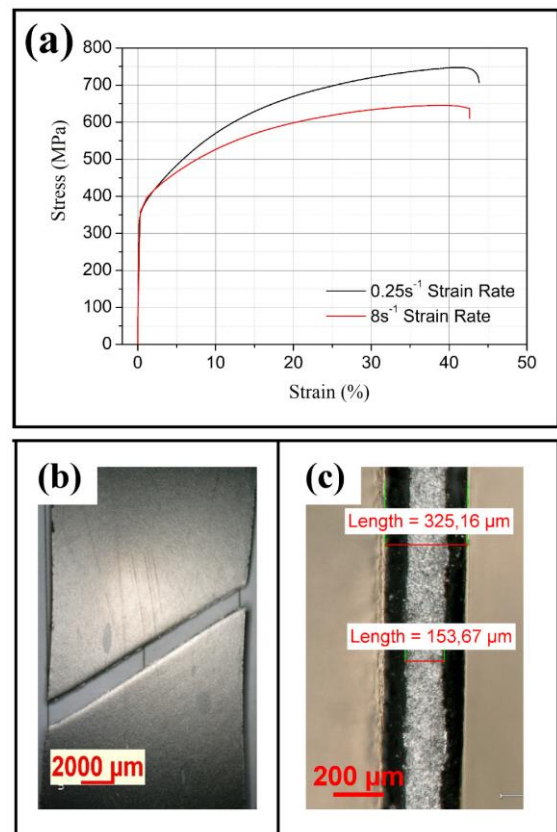 (a)
800
700
600
500
400
300
200
100
0
Stress (MPa)
0.25s⁻¹ Strain Rate
8s⁻¹ Strain Rate
0 10 20 30 40 50
Strain (%)
(b)
2000 µm
(c)
Length = 325,16 µm
Length = 153,67 µm
200 µm